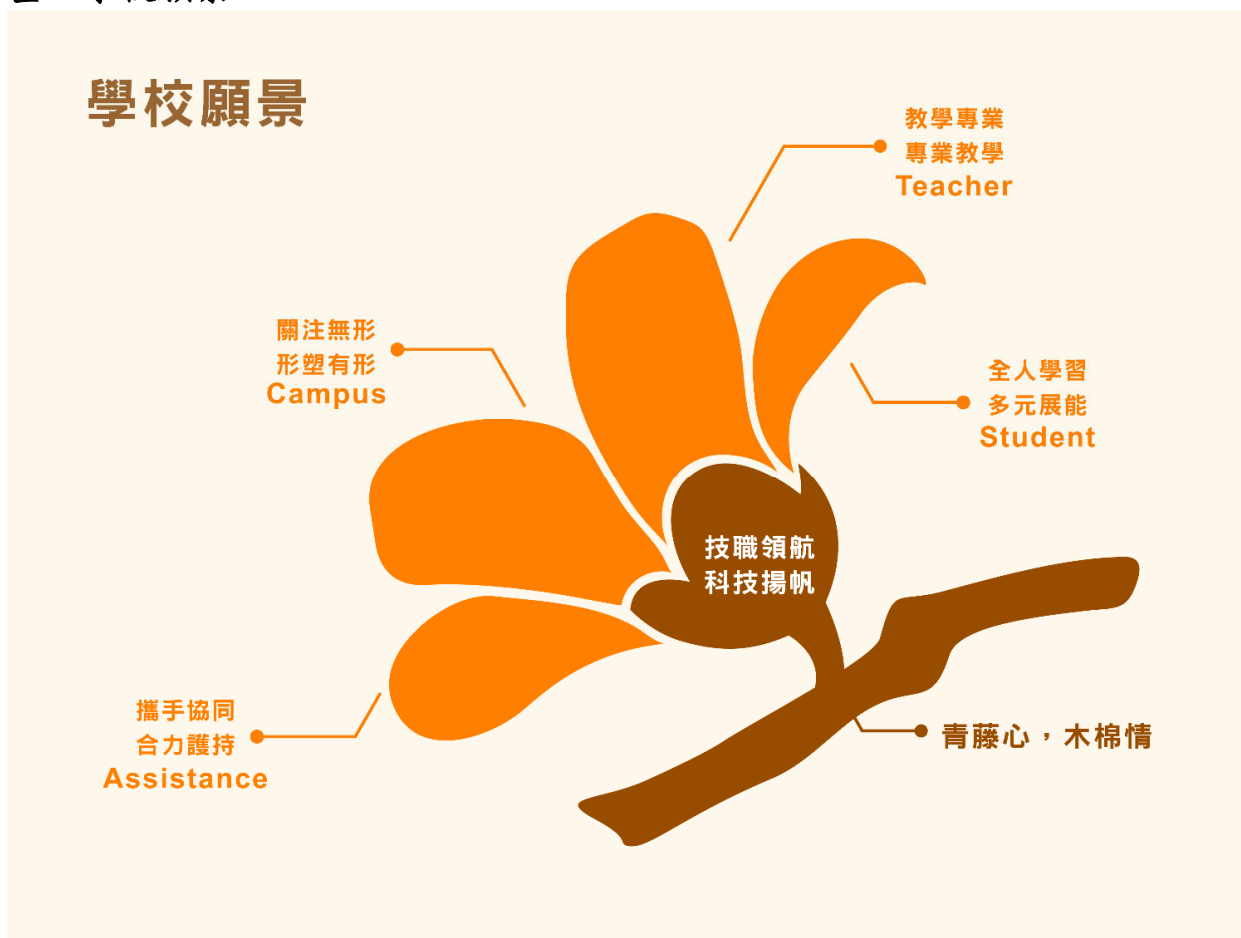 學校願景
教學專業
專業教學
Teacher
關注無形
形塑有形
Campus
全人學習
多元展能
Student
技職領航
科技揚帆
攜手協同
合力護持
Assistance
青藤心，木棉情